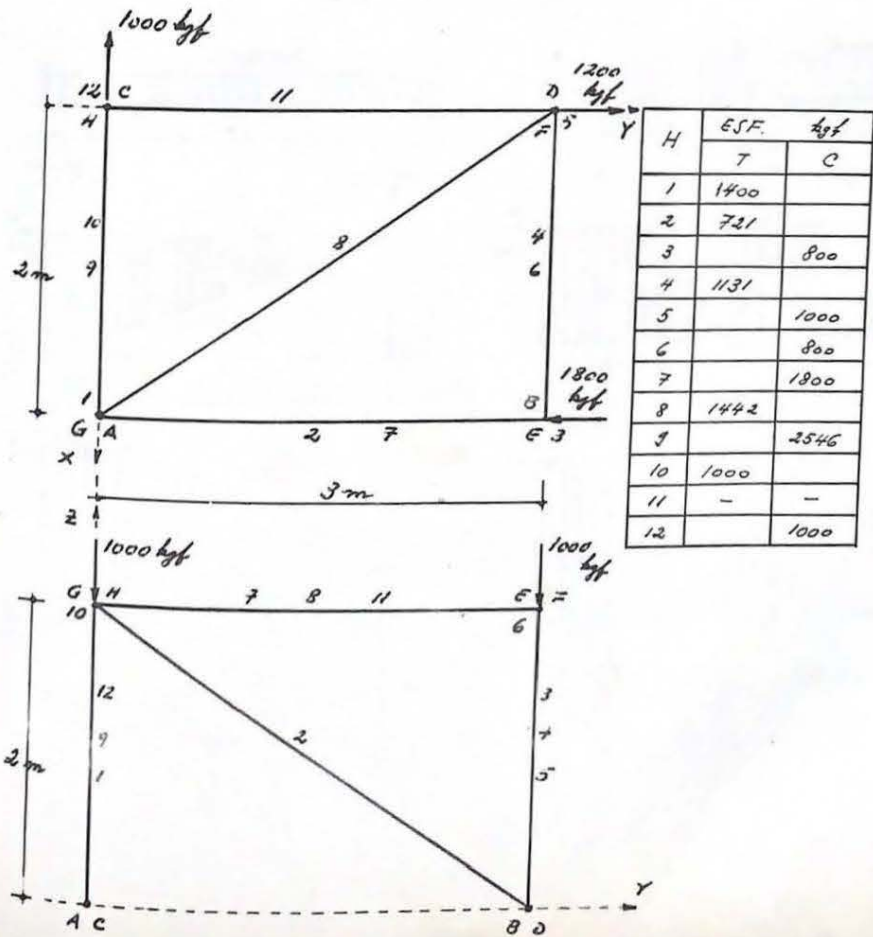 1000 kgf
12 C
H
11
D
1200
kgf
F 5
Y
10
9
8
4
6
2m
1800
kgf
1
G A
2 7
B
E 3
X
3m
Z
1000 kgf
1000
kgf
G H
10
7 8 11
E F
6
12
9
1
2
3
4
5
2m
Y
A C
B D
H ESF. kgf
T C
1 1400
2 721
3 800
4 1131
5 1000
6 800
7 1800
8 1442
9 2546
10 1000
11 - -
12 1000